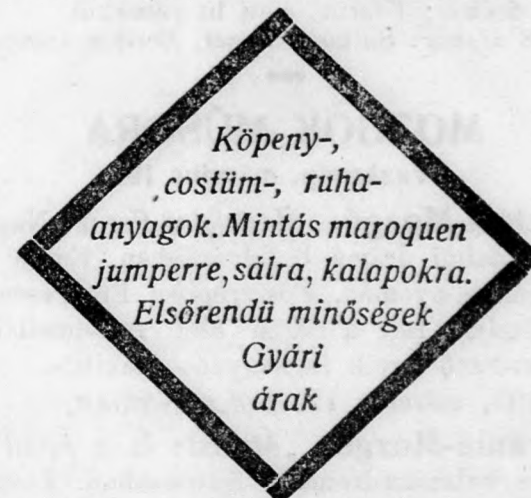 Köpeny-,
costüm-, ruha-
anyagok. Mintás maroquen
jumperre, sálra, kalapokra.
Elsőrendü minőségek
Gyári
árak